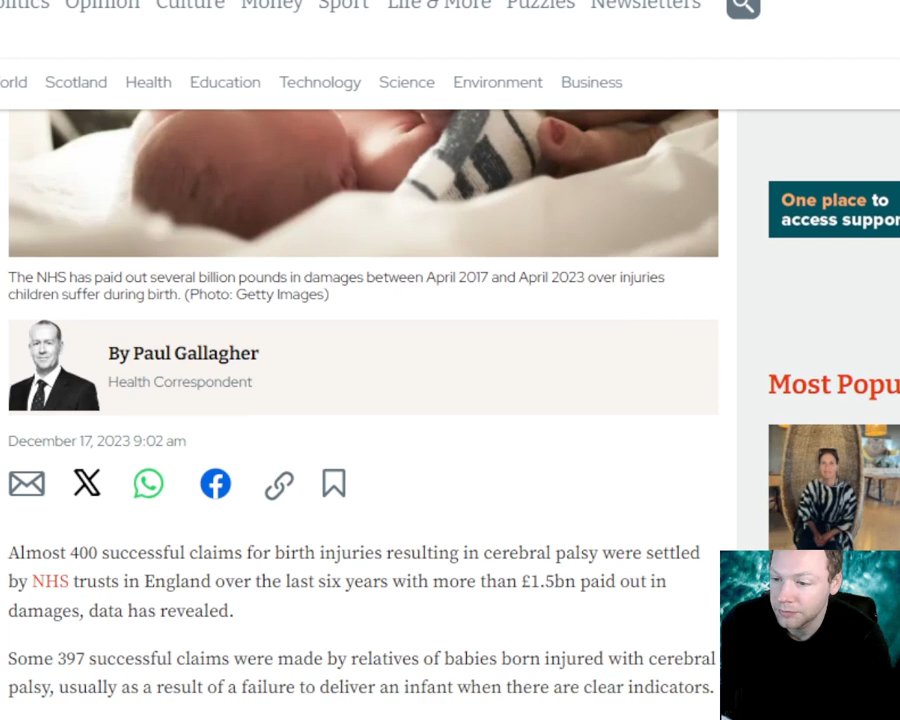 Opinion Culture Money Sport Life & More Puzzles Newsletters
Scotland Health Education Technology Science Environment Business
One place to
access
The NHS has paid out several billion pounds in damages between April 2017 and April 2023 over injuries
children suffer during birth. (Photo: Getty Images)
By Paul Gallagher
Health Correspondent
Most
December 17, 2023 9:02 am
Almost 400 successful claims for birth injuries resulting in cerebral palsy were settled
by NHS trusts in England over the last six years with more than £1.5bn paid out in
damages, data has revealed.
Some 397 successful claims were made by relatives of babies born injured with cerebral
palsy, usually as a result of a failure to deliver an infant when there are clear indicators.